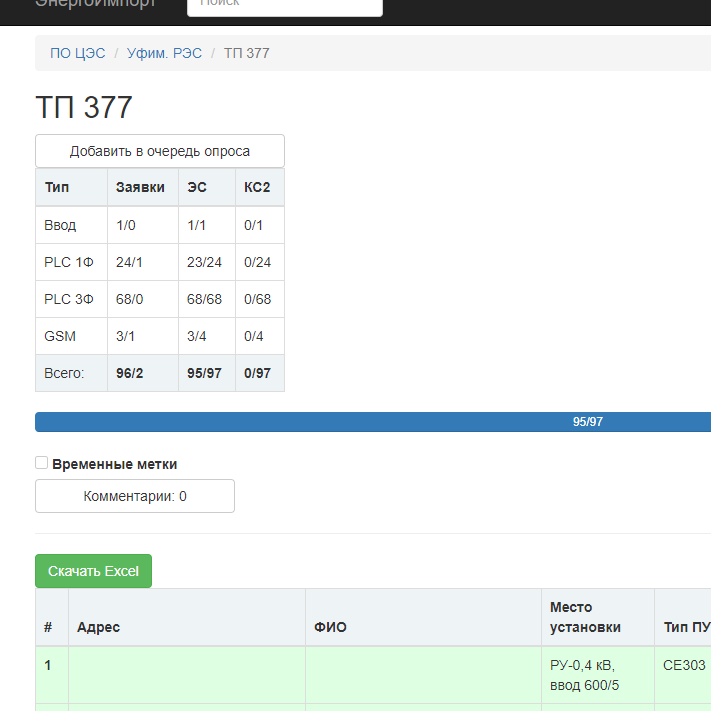 ЭнергоИмпорт
Поиск
ПО ЦЭС / Уфим. РЭС / ТП 377
ТП 377
Добавить в очередь опроса
Тип Заявки ЭС КС2
Ввод 1/0 1/1 0/1
PLC 1Ф 24/1 23/24 0/24
PLC 3Ф 68/0 68/68 0/68
GSM 3/1 3/4 0/4
Всего: 96/2 95/97 0/97
95/97
Временные метки
Комментарии: 0
Скачать Excel
# Адрес ФИО Место установки Тип ПУ
1 РУ-0,4 кВ, ввод 600/5 CE303